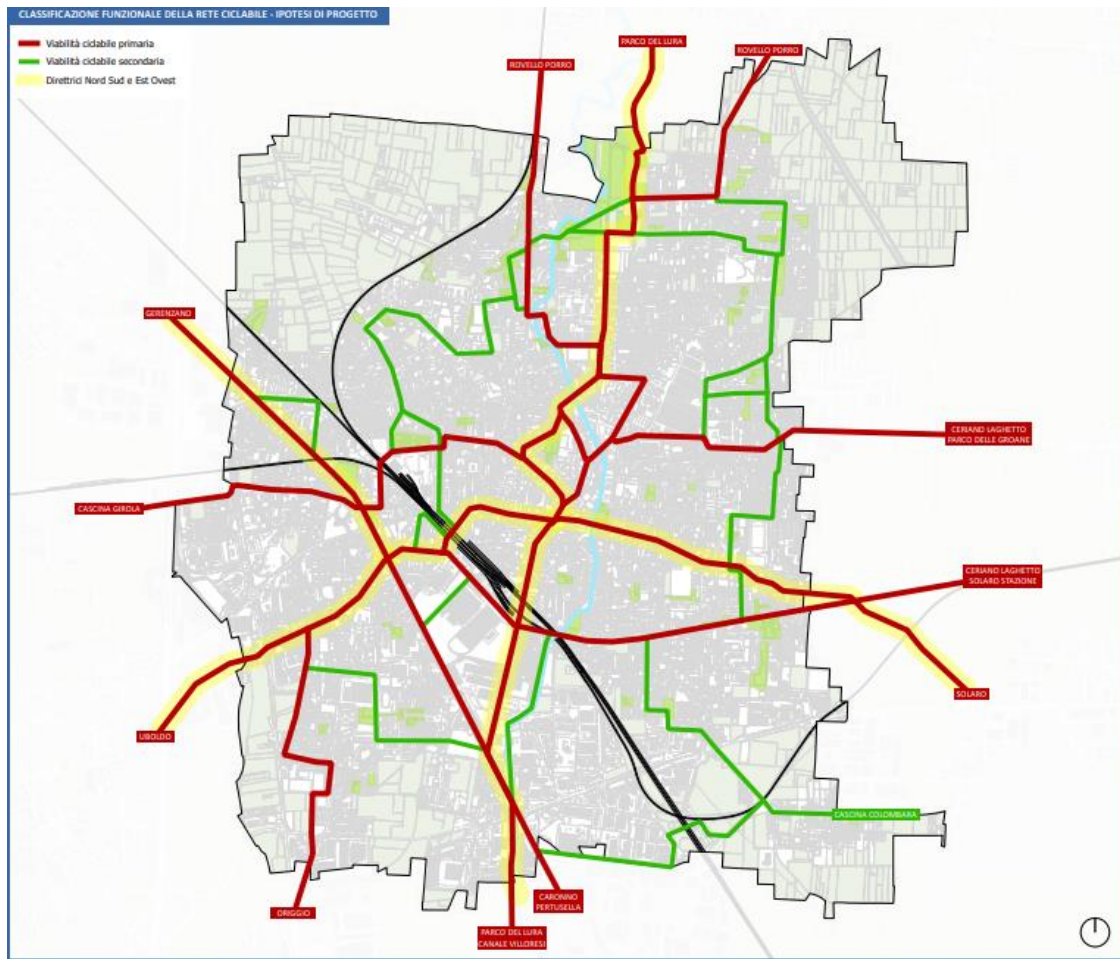 CLASSIFICAZIONE FUNZIONALE DELLA RETE CICLABILE - IPOTESI DI PROGETTO
Viabilità ciclabile primaria
Viabilità ciclabile secondaria
Direttrici Nord Sud e Est Ovest
PARCO DEL LURA
ROVELLO PORRO
ROVELLO PORRO
GERENZANO
CERIANO LAGHETTO
PARCO DELLE GROANE
CASCINA GIROLA
CERIANO LAGHETTO
SOLARO STAZIONE
SOLARO
UBOLDO
CASCINA COLOMBARA
CARONNO
PERTUSELLA
ORIGGIO
PARCO DEL LURA
CANALE VILLORESI